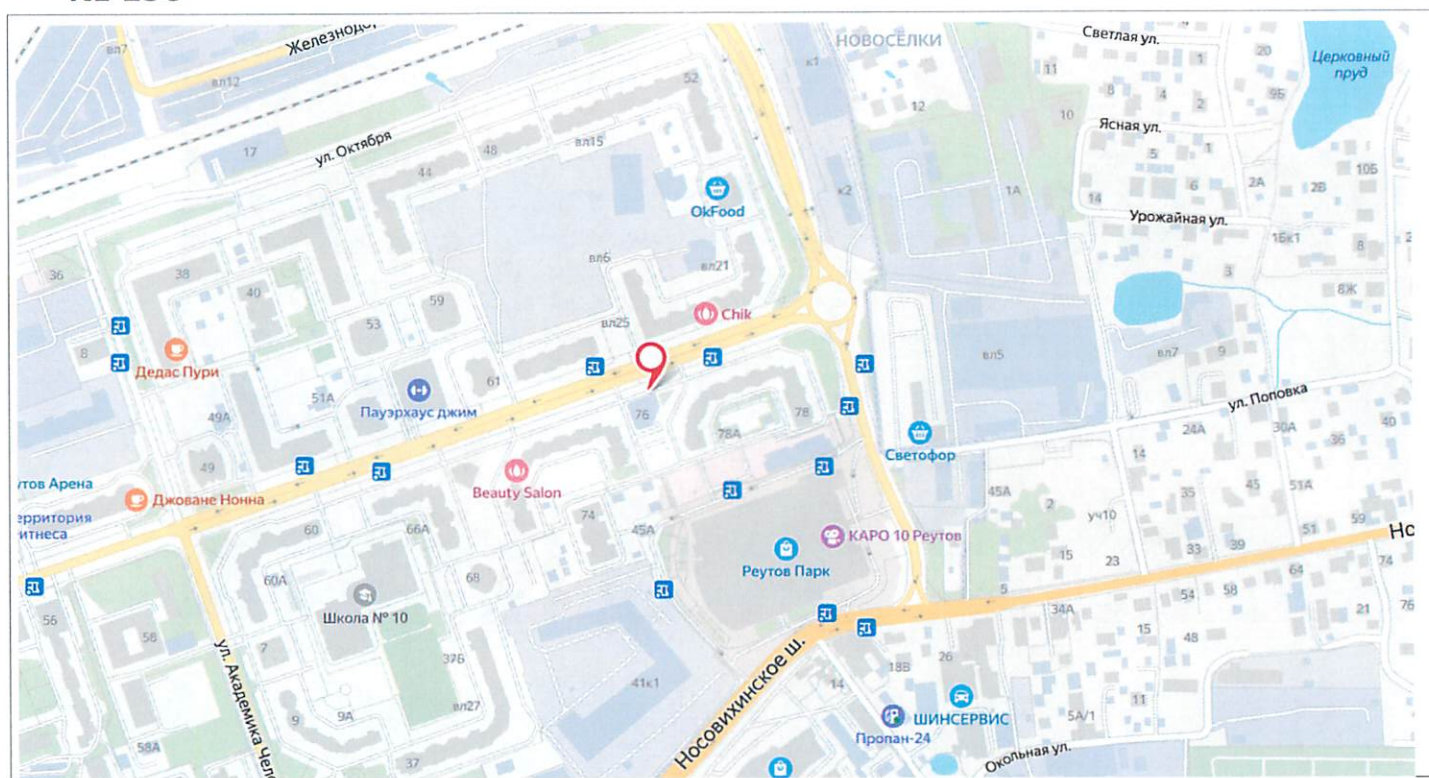 вл7
Железнодо
вл12
НОВОСЕЛКИ
к1
Светлая ул.
4
1
20
Церковный
пруд
52
11
8
4
2
9Б
12
10
17
ул. Октября
48
вл15
Ясная ул.
5
1
44
к2
1А
6
2А
2В
10Б
14
OkFood
Урожайная ул.
1Бк1
8
36
38
40
вл6
вл21
3
8Ж
59
53
вл25
Chik
8
Дедас Пури
61
вл5
вл7
9
51А
Пауэрхаус джим
49А
76
78
78А
ул. Поповка
24А
30А
40
36
Светофор
49
14
утов Арена
Джоване Нонна
Beauty Salon
45А
35
45
51А
2
уч10
ерритория
итнеса
60
66А
74
45А
КАРО 10 Реутов
59
51
Но
33
39
15
23
Реутов Парк
74
60А
68
64
5
54
58
Школа № 10
34А
21
76
56
58
15
48
7
37Б
26
18В
41к1
14
ул. Академика Чело
Носовихинское ш.
9
9А
вл27
ШИНСЕРВИС
11
5А/1
Пропан-24
58А
37
Окольная ул.